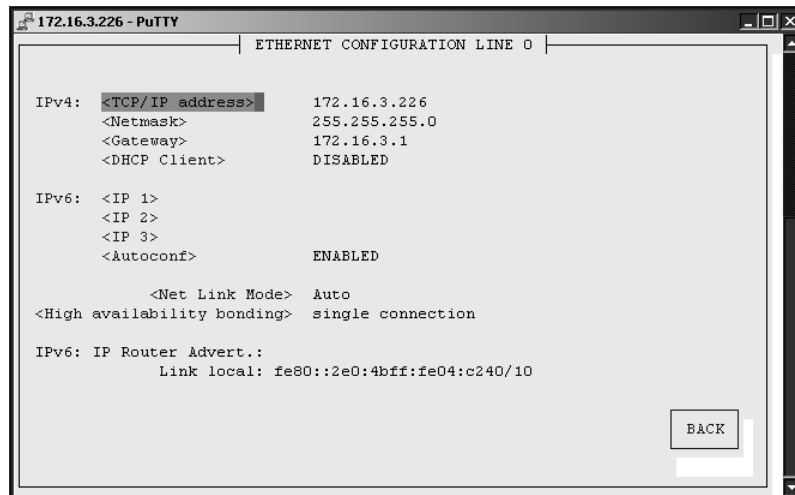 172.16.3.226 - PuTTY
ETHERNET CONFIGURATION LINE 0
IPv4: <TCP/IP address> 172.16.3.226
<Netmask> 255.255.255.0
<Gateway> 172.16.3.1
<DHCP Client> DISABLED
IPv6: <IP 1>
<IP 2>
<IP 3>
<Autoconf> ENABLED
<Net Link Mode> Auto
<High availability bonding> single connection
IPv6: IP Router Advert.:
Link local: fe80::2e0:4bff:fe04:c240/10
BACK